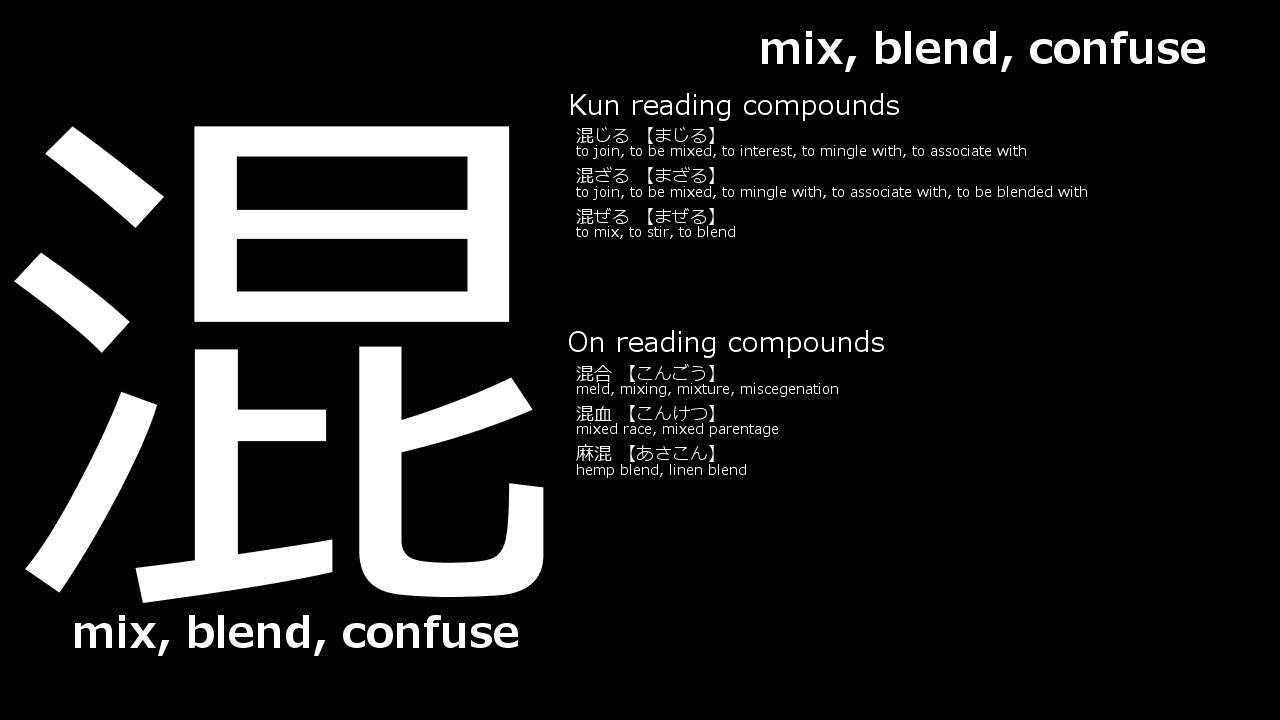 mix, blend, confuse
混
mix, blend, confuse
Kun reading compounds
混じる 【まじる】
to join, to be mixed, to interest, to mingle with, to associate with
混ざる 【まざる】
to join, to be mixed, to mingle with, to associate with, to be blended with
混ぜる 【まぜる】
to mix, to stir, to blend
On reading compounds
混合 【こんごう】
meld, mixing, mixture, miscegenation
混血 【こんけつ】
mixed race, mixed parentage
麻混 【あさこん】
hemp blend, linen blend